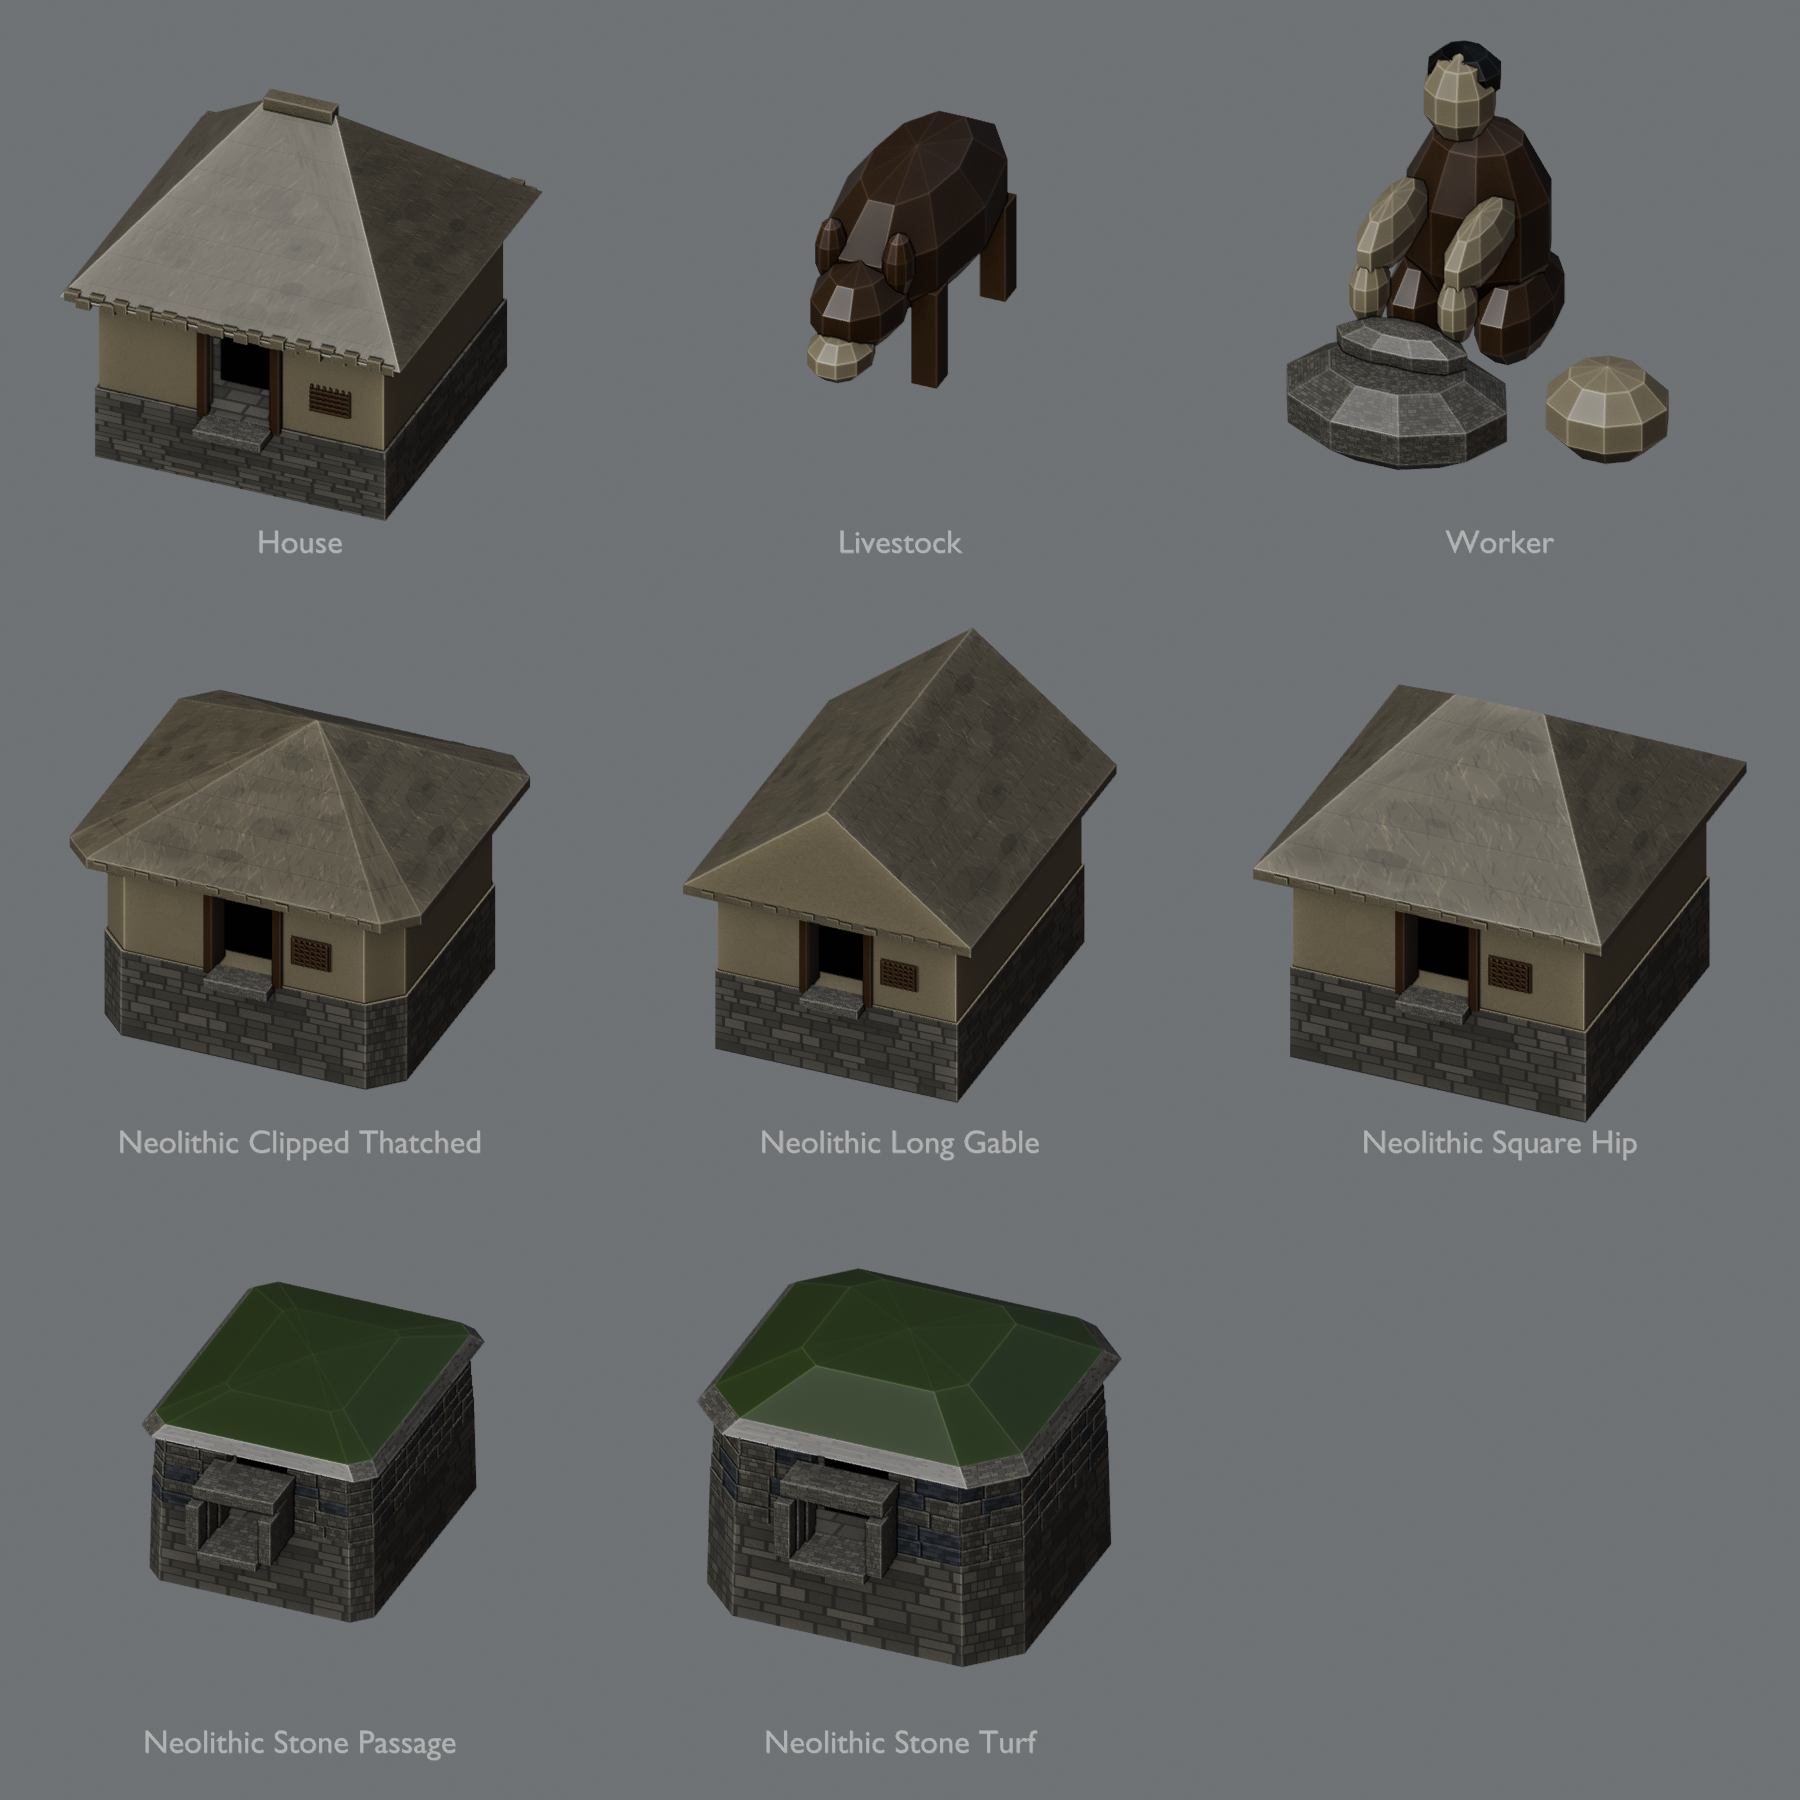 House
Livestock
Worker
Neolithic Clipped Thatched
Neolithic Long Gable
Neolithic Square Hip
Neolithic Stone Passage
Neolithic Stone Turf